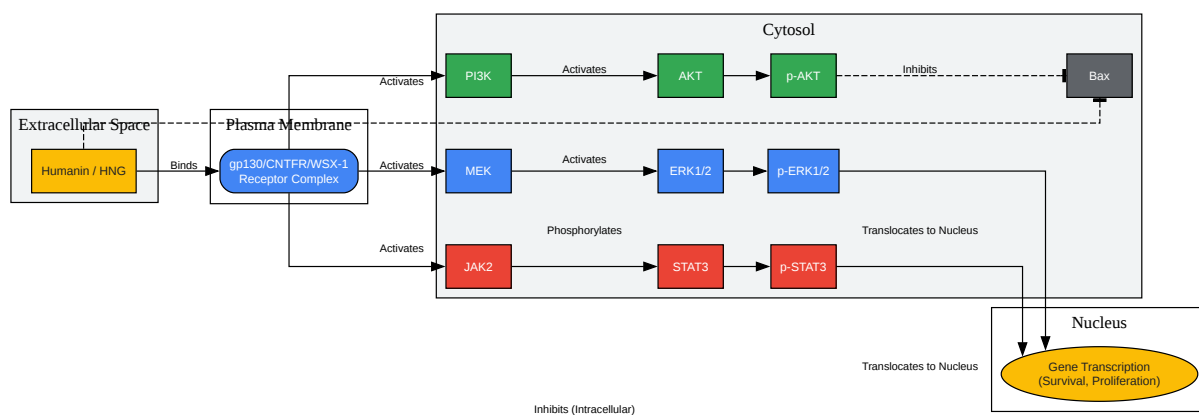 Cytosol
PI3K
Activates
AKT
p-AKT
Inhibits
Bax
Activates
Extracellular Space
Plasma Membrane
Humanin / HNG
Binds
gp130/CNTFR/WSX-1
Receptor Complex
Activates
MEK
Activates
ERK1/2
p-ERK1/2
Activates
JAK2
Phosphorylates
STAT3
p-STAT3
Translocates to Nucleus
Nucleus
Translocates to Nucleus
Gene Transcription
(Survival, Proliferation)
Inhibits (Intracellular)